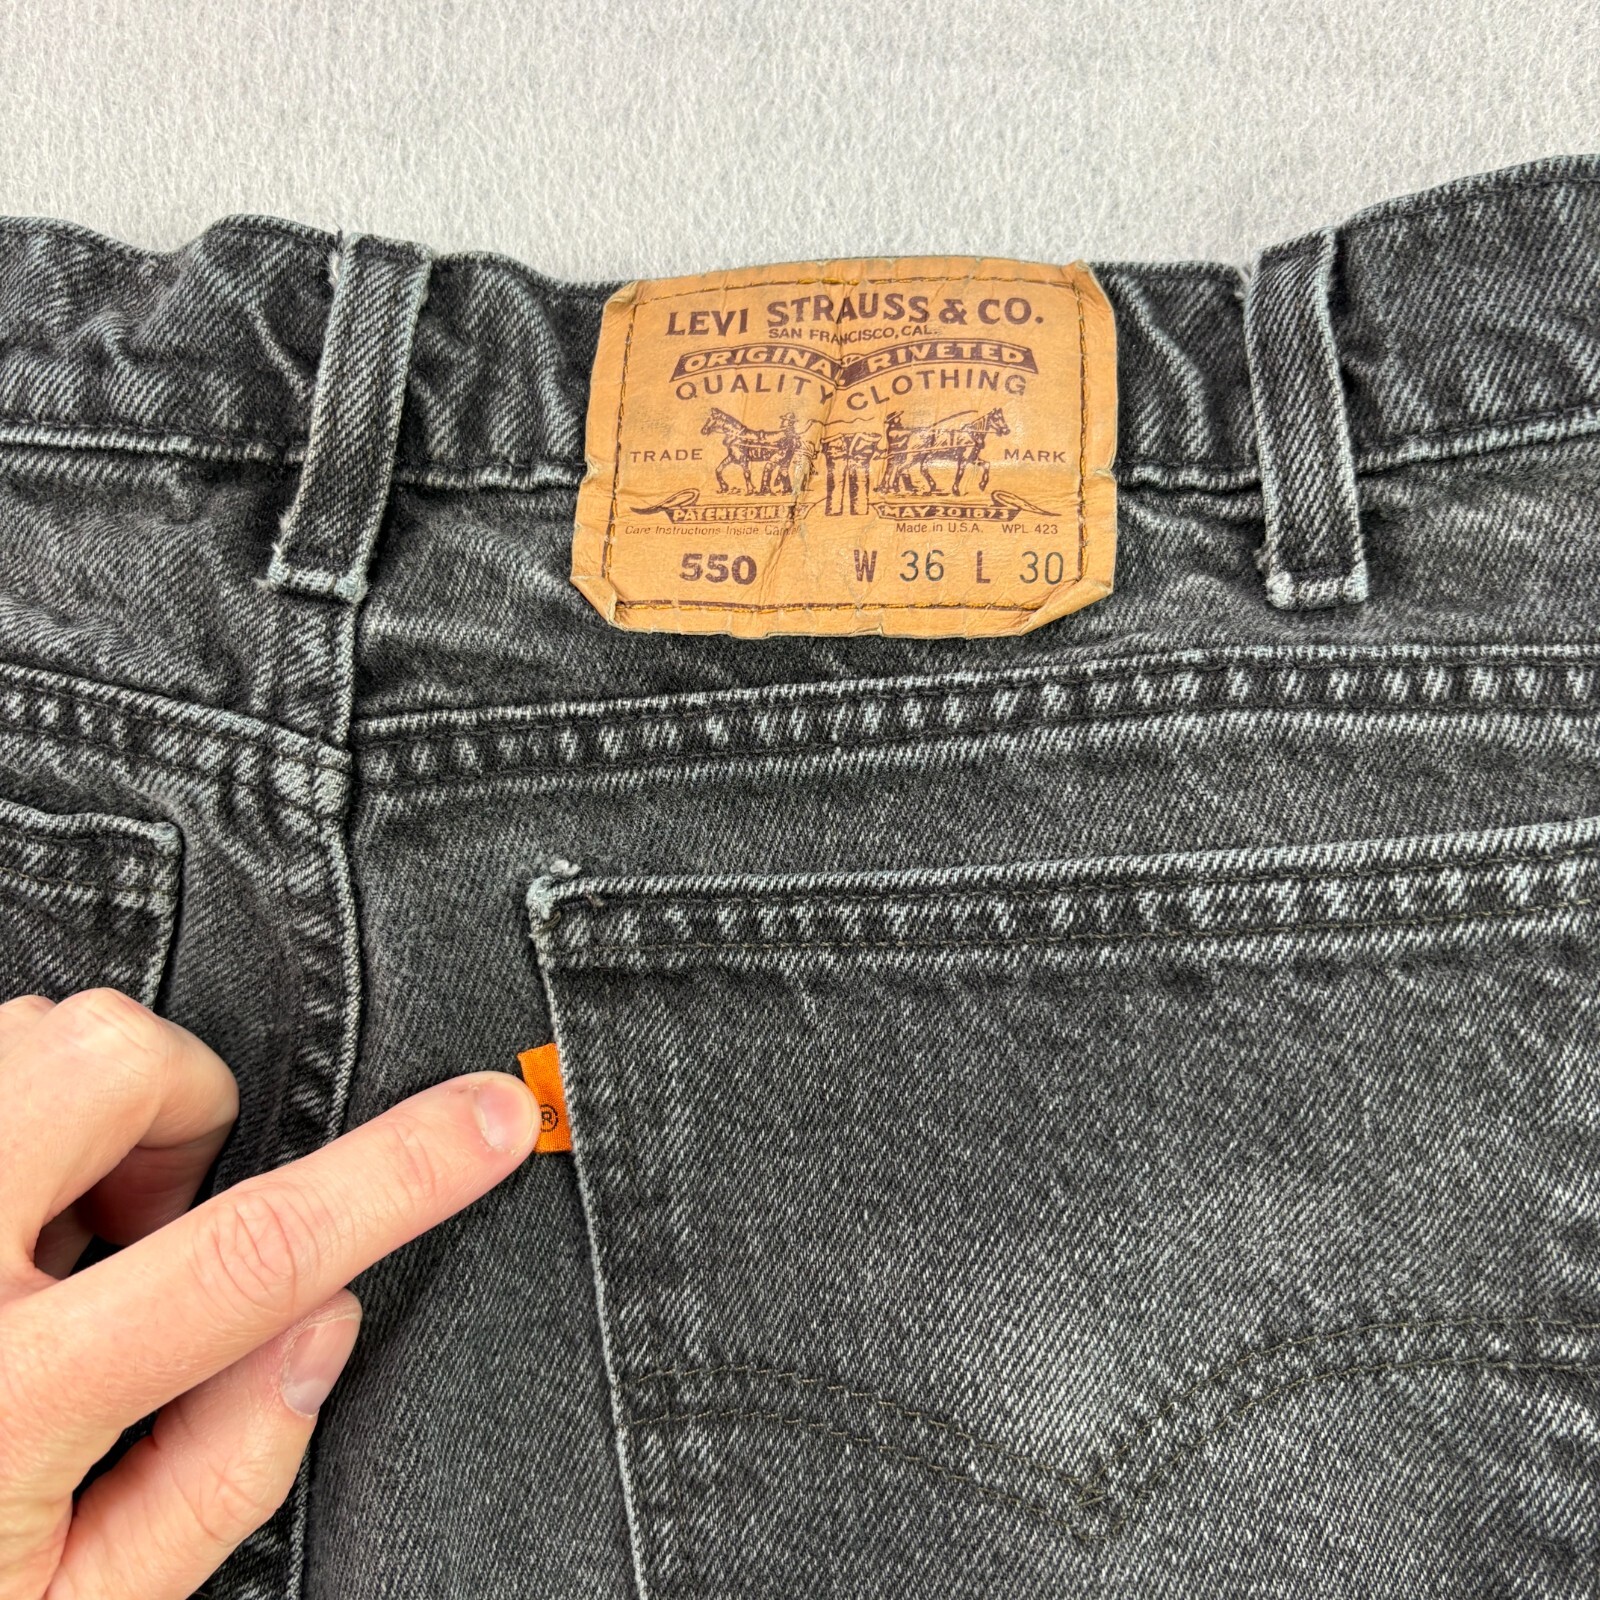 LEVI STRAUSS & CO.
SAN FRANCISCO, CAL.
ORIGINAL RIVETED
QUALITY CLOTHING
TRADE MARK
PATENTED IN U.S. MAY 20 1873
Care Instructions Inside Garment Made in U.S.A. WPL 423
550 W 36 L 30
®